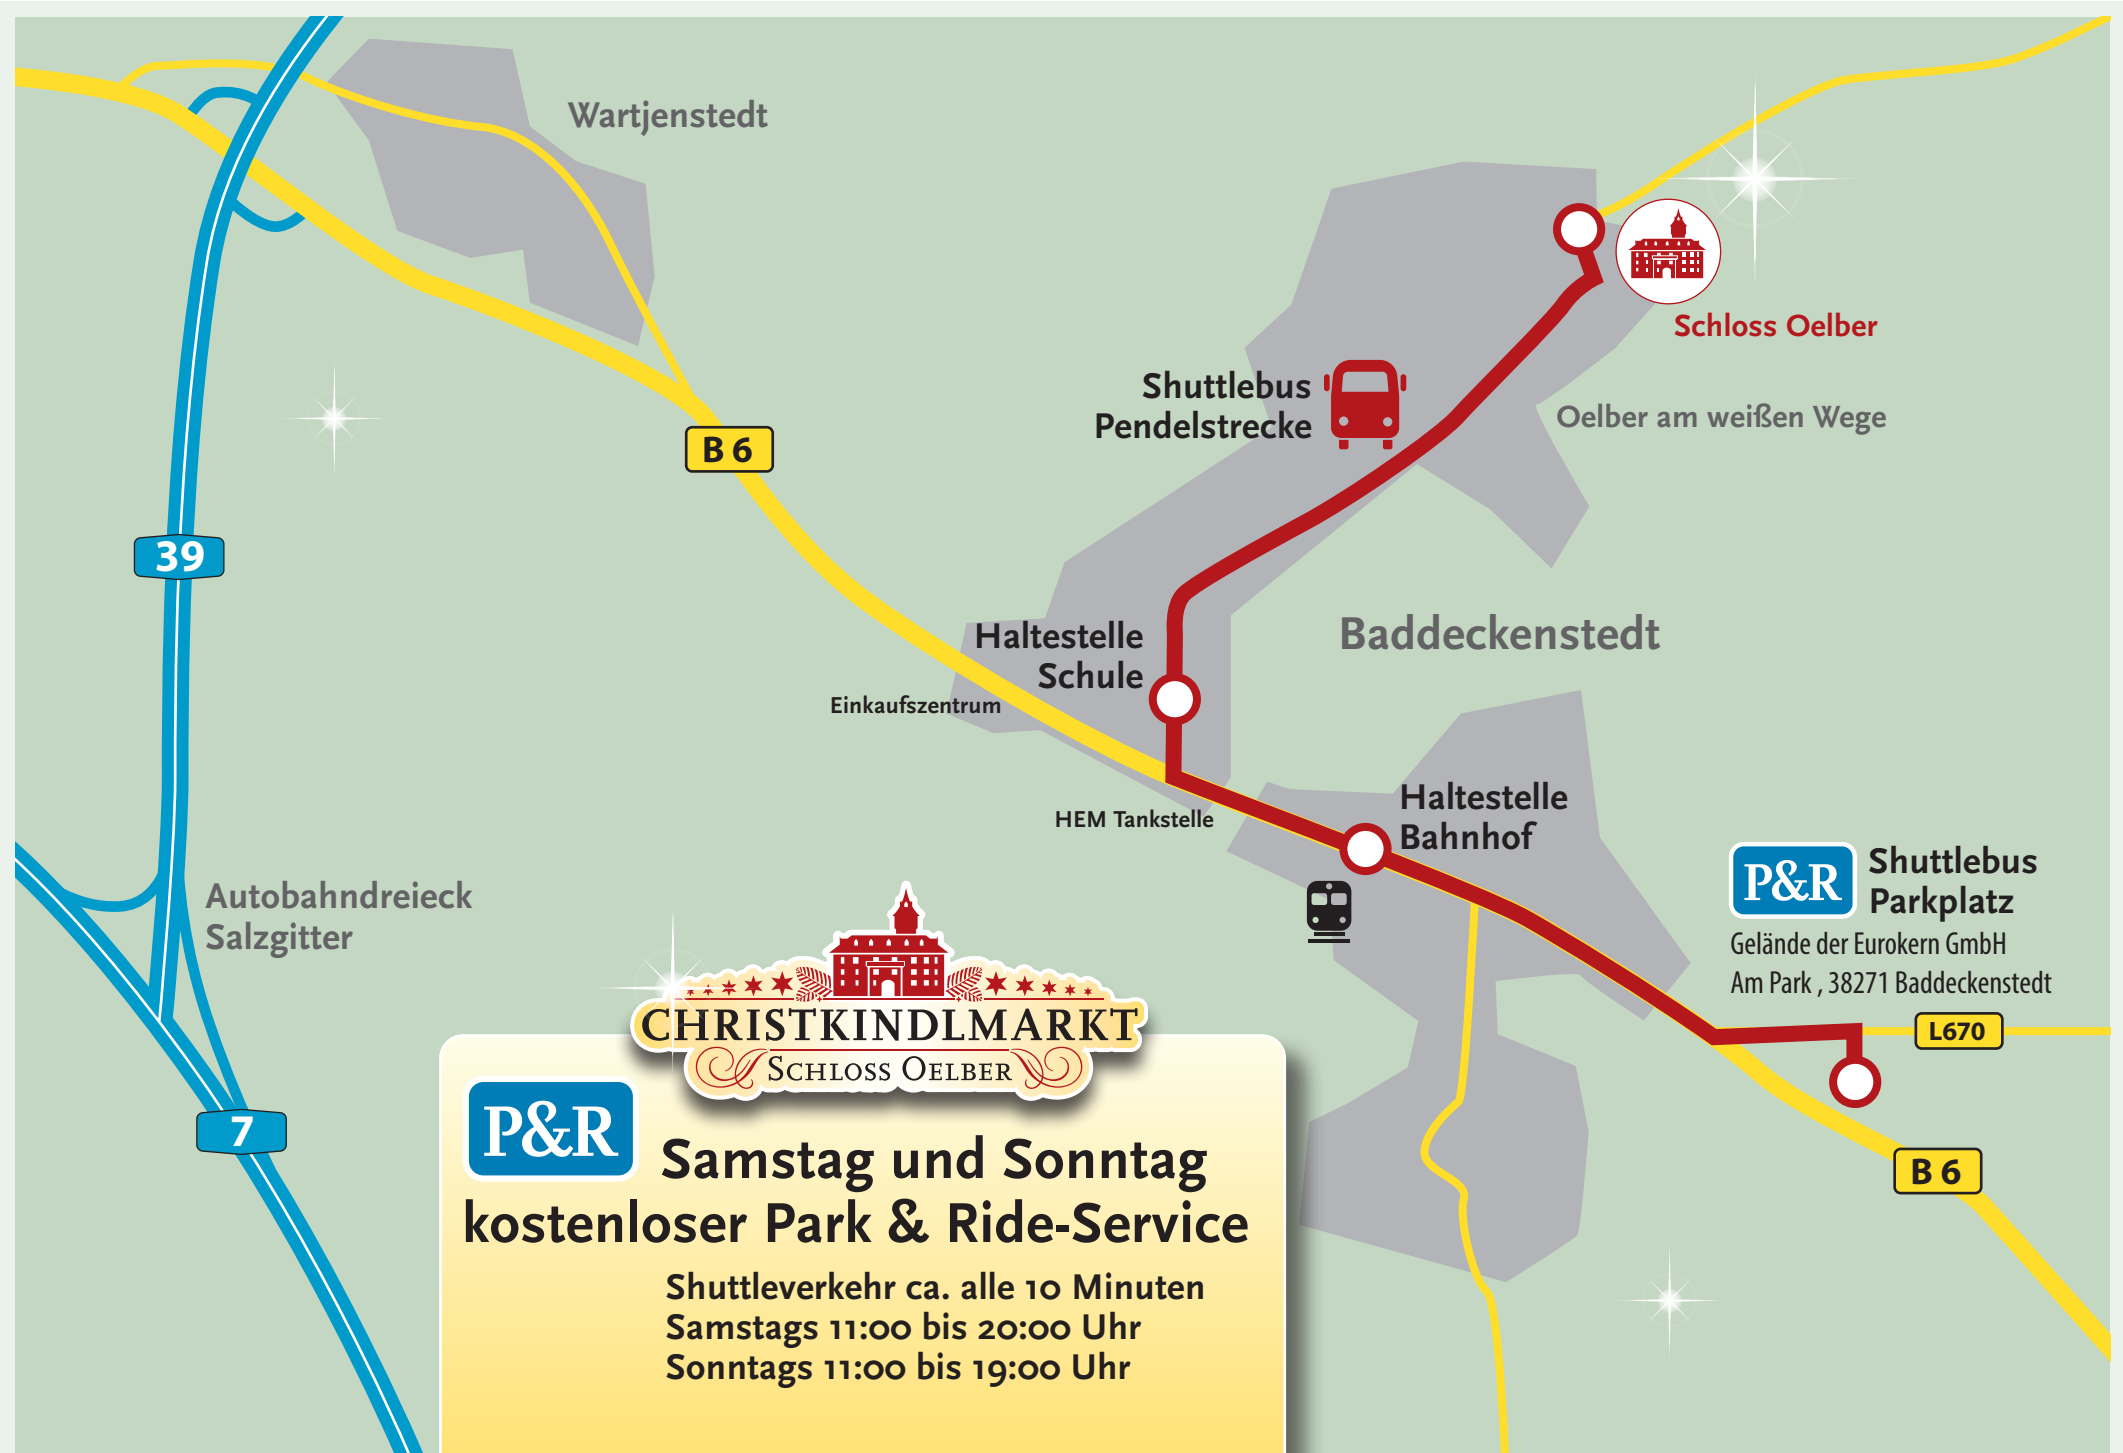 Wartjenstedt
Schloss Oelber
Shuttlebus
Pendelstrecke
Oelber am weißen Wege
B 6
39
Haltestelle
Schule
Baddeckenstedt
Einkaufszentrum
HEM Tankstelle
Haltestelle
Bahnhof
P&R
Shuttlebus
Parkplatz
Gelände der Eurokern GmbH
Am Park , 38271 Baddeckenstedt
L670
B 6
Autobahndreieck
Salzgitter
7
CHRISTKINDLMARKT
SCHLOSS OELBER
P&R
Samstag und Sonntag
kostenloser Park & Ride-Service
Shuttleverkehr ca. alle 10 Minuten
Samstags 11:00 bis 20:00 Uhr
Sonntags 11:00 bis 19:00 Uhr